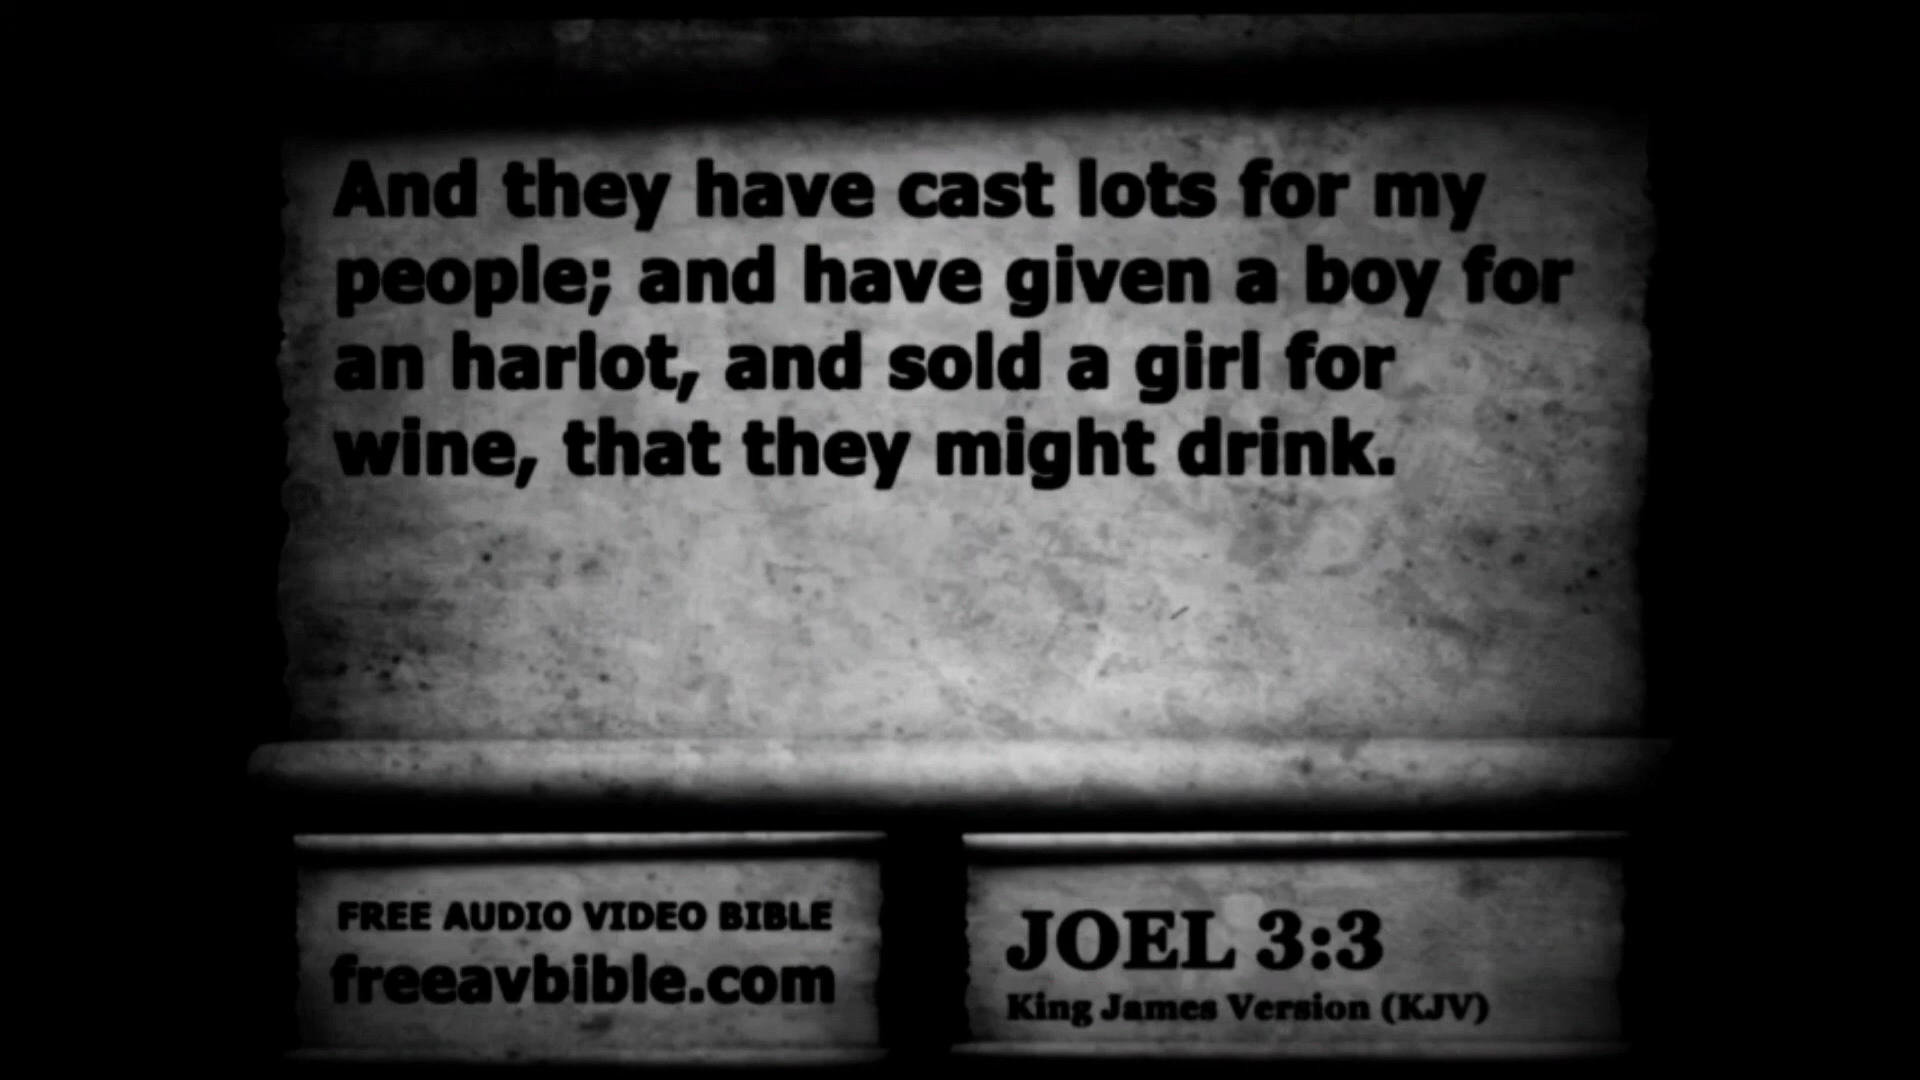 And they have cast lots for my
people; and have given a boy for
an harlot, and sold a girl for
wine, that they might drink.
FREE AUDIO VIDEO BIBLE
freeavbible.com
JOEL 3:3
King James Version (KJV)